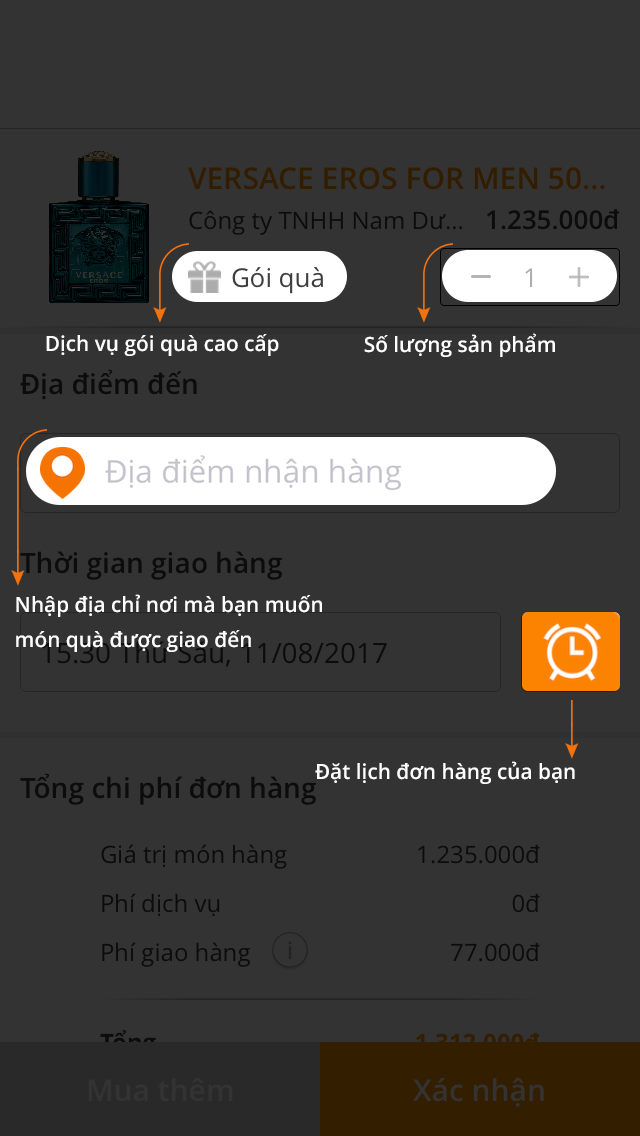 VERSACE EROS FOR MEN 50...
Công ty TNHH Nam Dư... 1.235.000đ
VERSACE
EROS
Gói quà
1
Dịch vụ gói quà cao cấp
Số lượng sản phẩm
Địa điểm đến
Địa điểm nhận hàng
Thời gian giao hàng
Nhập địa chỉ nơi mà bạn muốn
món quà được giao đến
15:30 Thứ Sáu, 11/08/2017
Đặt lịch đơn hàng của bạn
Tổng chi phí đơn hàng
Giá trị món hàng 1.235.000đ
Phí dịch vụ 0đ
Phí giao hàng i 77.000đ
Tổng 1.312.000đ
Mua thêm
Xác nhận